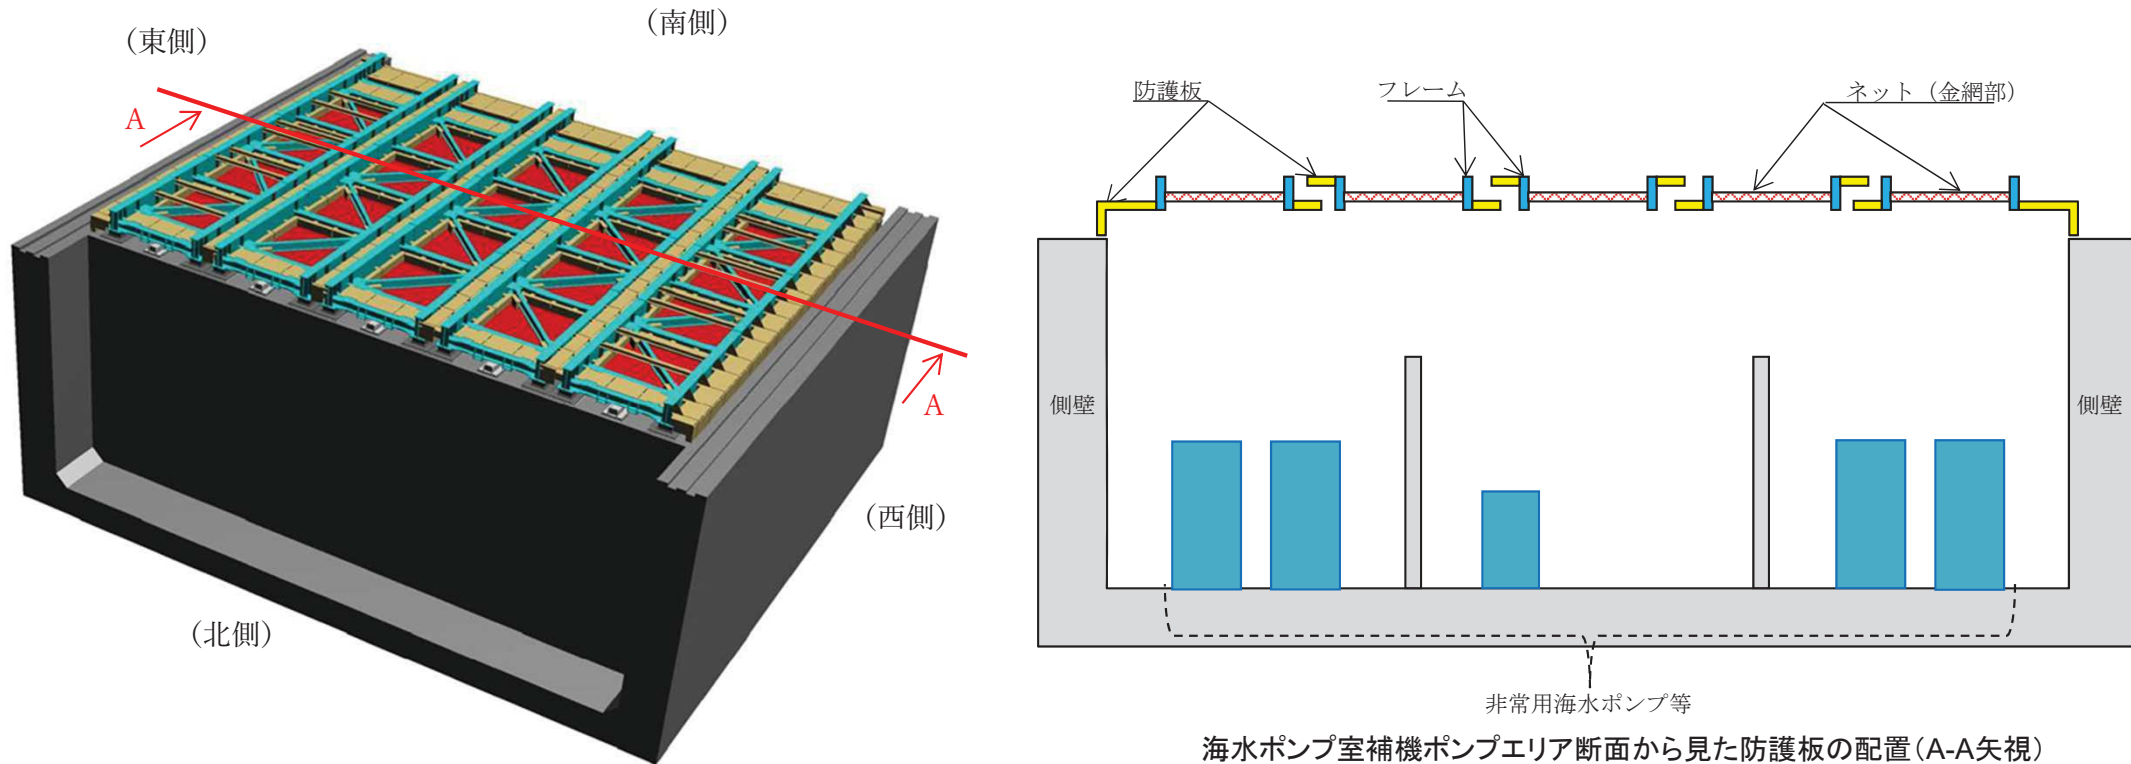 （南側）
（東側）
A
A
（西側）
（北側）
防護板
フレーム
ネット（金網部）
側壁
側壁
非常用海水ポンプ等
海水ポンプ室補機ポンプエリア断面から見た防護板の配置（A-A矢視）